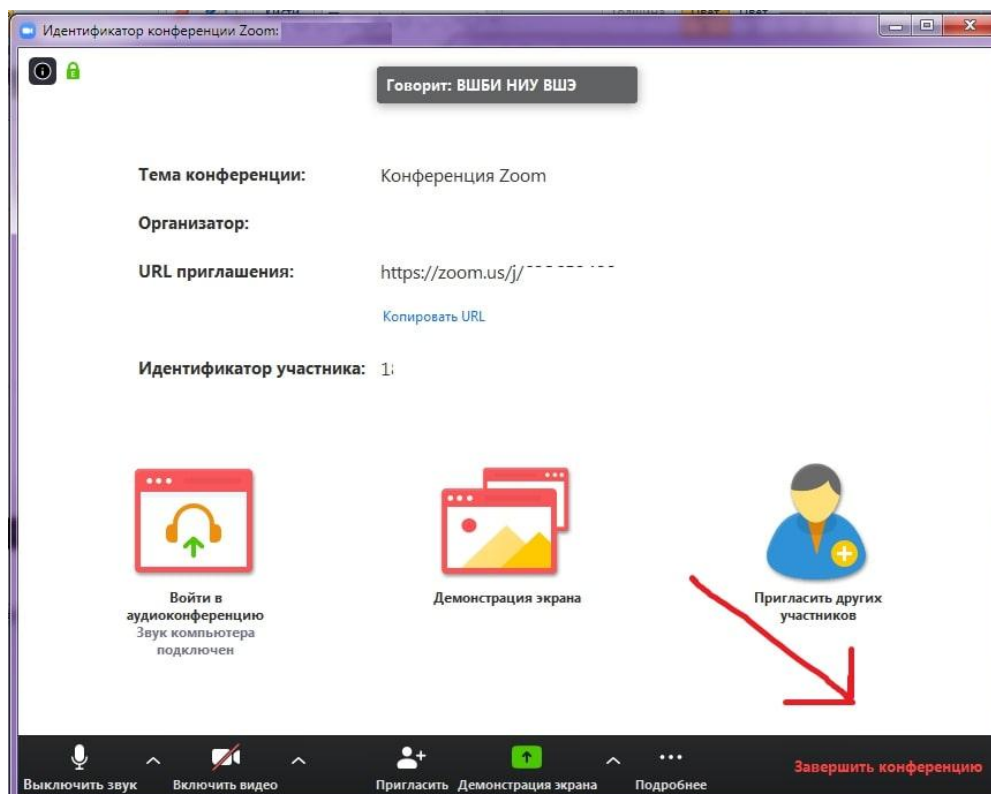 Идентификатор конференции Zoom:
Говорит: ВШБИ НИУ ВШЭ
Тема конференции: Конференция Zoom
Организатор:
URL приглашения: https://zoom.us/j/
Копировать URL
Идентификатор участника:
Войти в
аудиоконференцию
Звук компьютера
подключен
Демонстрация экрана
Пригласить других
участников
Выключить звук Включить видео Пригласить Демонстрация экрана Подробнее Завершить конференцию